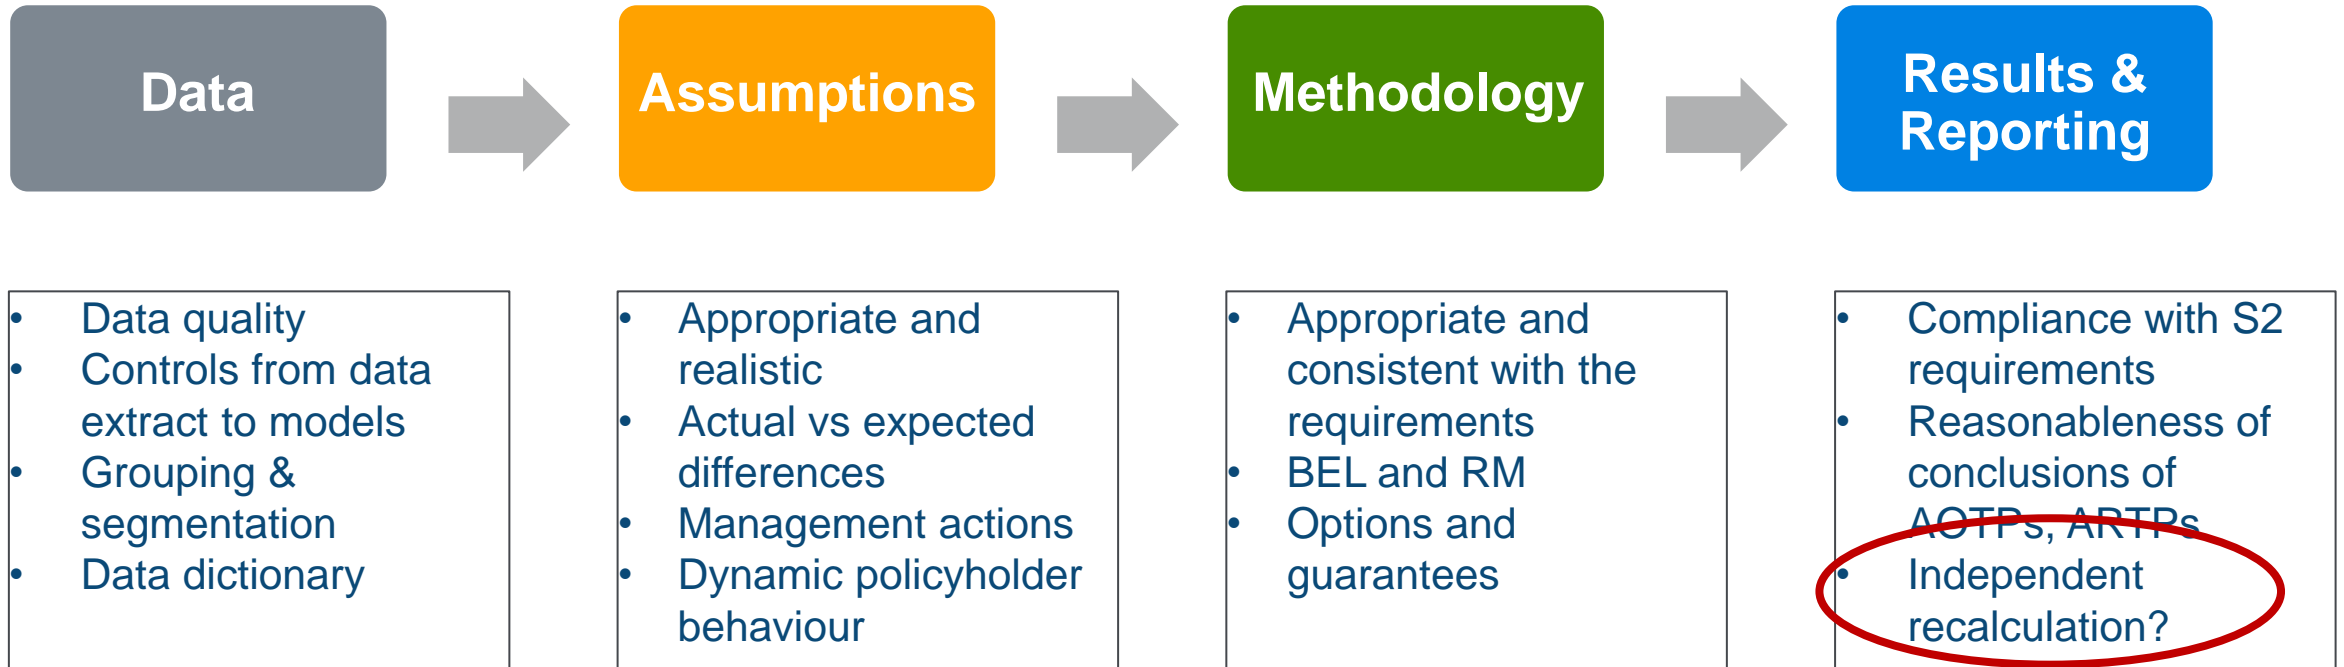 Data
Assumptions
Methodology
Results &
Reporting
• Data quality
• Controls from data
extract to models
• Grouping &
segmentation
• Data dictionary
• Appropriate and
realistic
• Actual vs expected
differences
• Management actions
• Dynamic policyholder
behaviour
• Appropriate and
consistent with the
requirements
• BEL and RM
• Options and
guarantees
• Compliance with S2
requirements
• Reasonableness of
conclusions of
AOTPs, ARTPs
• Independent
recalculation?